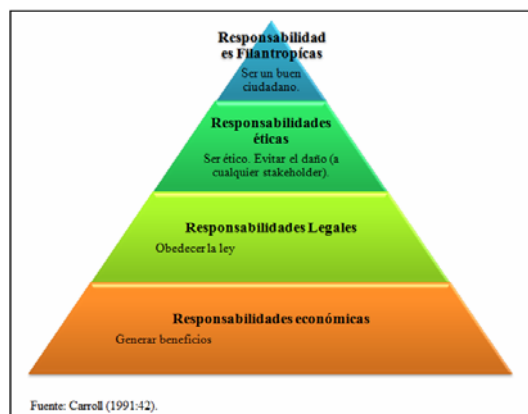 Responsabilidad
es Filantropícas
Ser un buen
ciudadano.
Responsabilidades
éticas
Ser ético. Evitar el daño (a
cualquier stakeholder).
Responsabilidades Legales
Obedecer la ley
Responsabilidades económicas
Generar beneficios
Fuente: Carroll (1991:42).